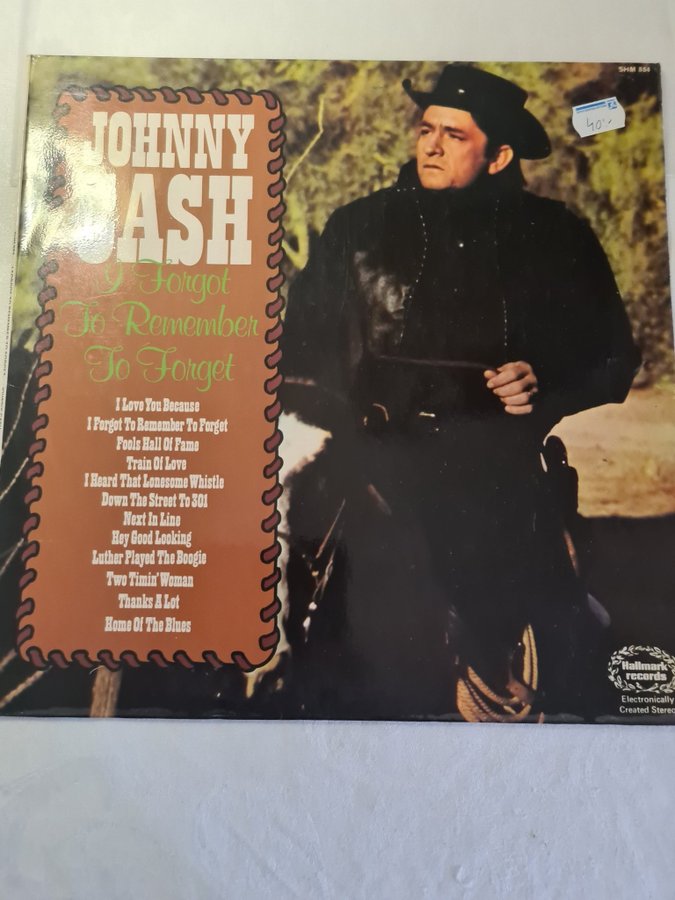 SHM 884
40:-
JOHNNY
CASH
I Forgot
To Remember
To Forget
I Love You Because
I Forgot To Remember To Forget
Fools Hall Of Fame
Train Of Love
I Heard That Lonesome Whistle
Down The Street To 301
Next In Line
Hey Good Looking
Luther Played The Boogie
Two Timin' Woman
Thanks A Lot
Home Of The Blues
Hallmark
records
Electronically
Created Stereo